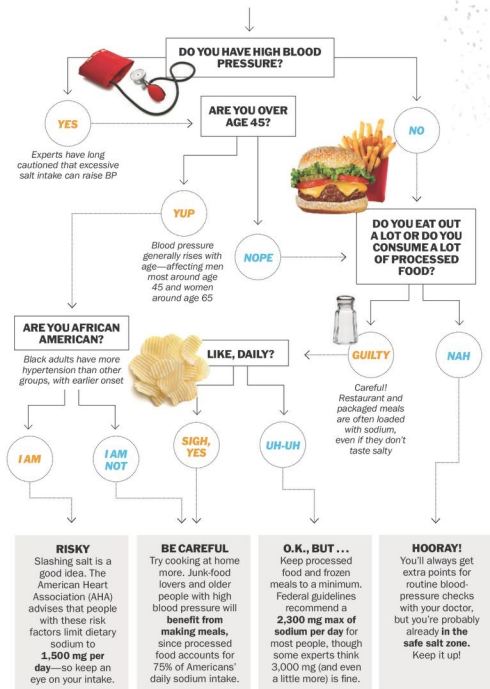 DO YOU HAVE HIGH BLOOD
PRESSURE?
YES
Experts have long
cautioned that excessive
salt intake can raise BP
ARE YOU OVER
AGE 45?
NO
YUP
Blood pressure
generally rises with
age—affecting men
most around age
45 and women
around age 65
NOPE
DO YOU EAT OUT
A LOT OR DO YOU
CONSUME A LOT
OF PROCESSED
FOOD?
ARE YOU AFRICAN
AMERICAN?
Black adults have more
hypertension than other
groups, with earlier onset
LIKE, DAILY?
GUILTY
Careful!
Restaurant and
packaged meals
are often loaded
with sodium,
even if they don't
taste salty
NAH
I AM
I AM
NOT
SIGH,
YES
UH-UH
RISKY
Slashing salt is a
good idea. The
American Heart
Association (AHA)
advises that people
with these risk
factors limit dietary
sodium to
1,500 mg per
day—so keep an
eye on your intake.
BE CAREFUL
Try cooking at home
more. Junk-food
lovers and older
people with high
blood pressure will
benefit from
making meals,
since processed
food accounts for
75% of Americans'
daily sodium intake.
O.K., BUT . . .
Keep processed
food and frozen
meals to a minimum.
Federal guidelines
recommend a
2,300 mg max of
sodium per day for
most people, though
some experts think
3,000 mg (and even
a little more) is fine.
HOORAY!
You'll always get
extra points for
routine blood-
pressure checks
with your doctor,
but you're probably
already in the
safe salt zone.
Keep it up!